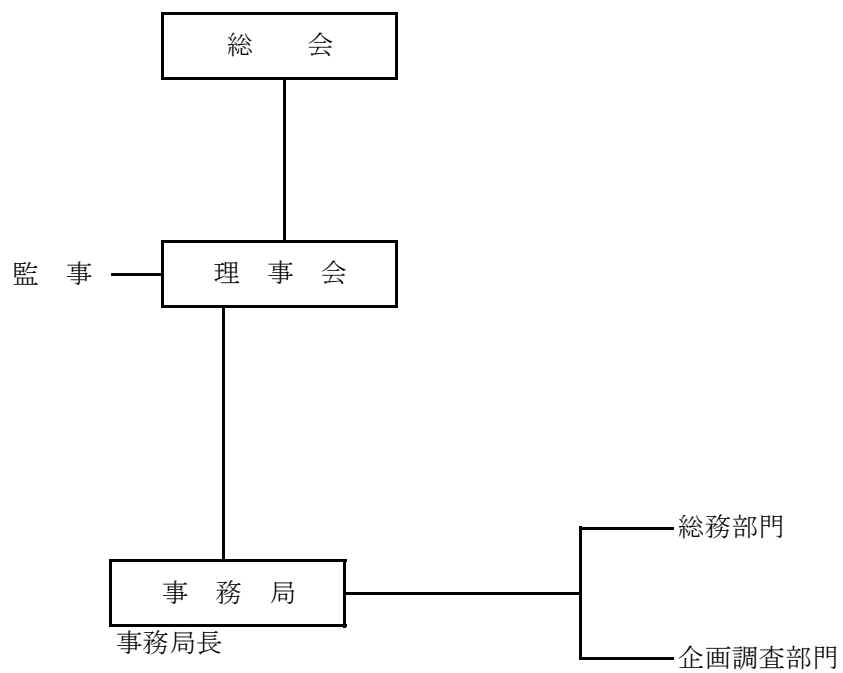 総　会
監　事
理　事　会
総務部門
事　務　局
事務局長
企画調査部門